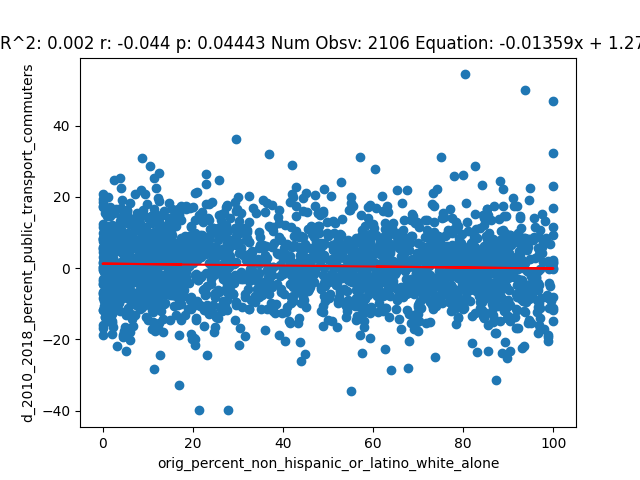 R^2: 0.002 r: -0.044 p: 0.04443 Num Obsv: 2106 Equation: -0.01359x + 1.27
d_2010_2018_percent_public_transport_commuters
40
20
0
−20
−40
0 20 40 60 80 100
orig_percent_non_hispanic_or_latino_white_alone